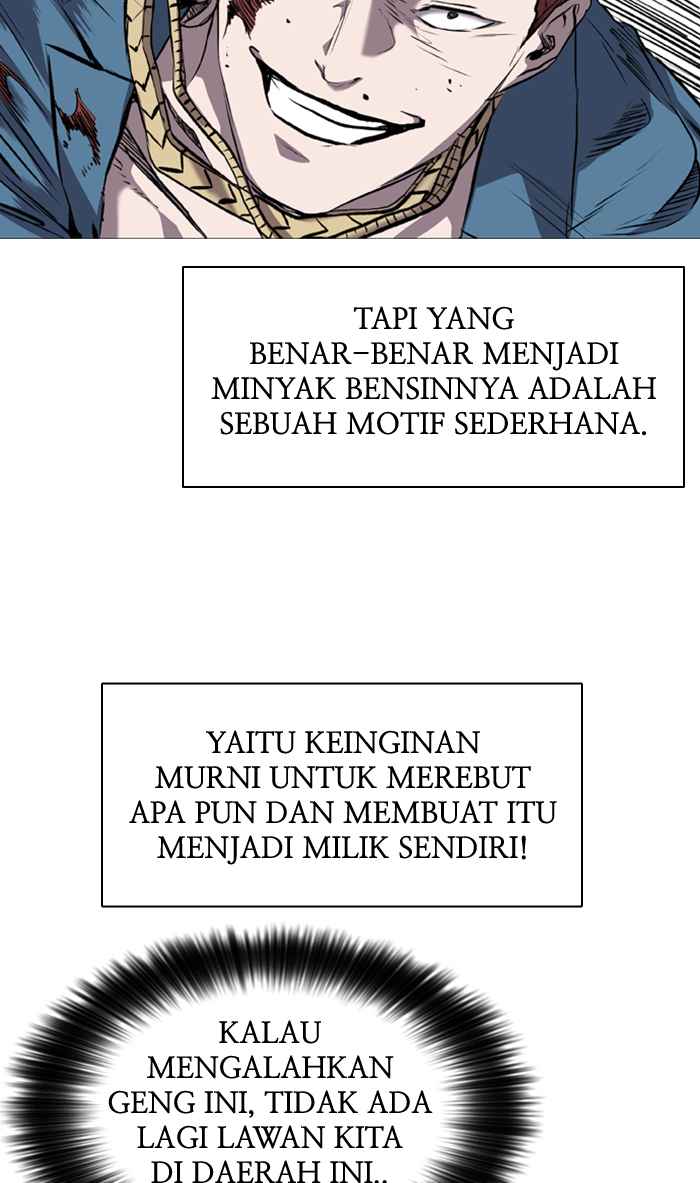 TAPI YANG
BENAR-BENAR MENJADI
MINYAK BENSINNYA ADALAH
SEBUAH MOTIF SEDERHANA.
YAITU KEINGINAN
MURNI UNTUK MEREBUT
APA PUN DAN MEMBUAT ITU
MENJADI MILIK SENDIRI!
KALAU
MENGALAHKAN
GENG INI, TIDAK ADA
LAGI LAWAN KITA
DI DAERAH INI..